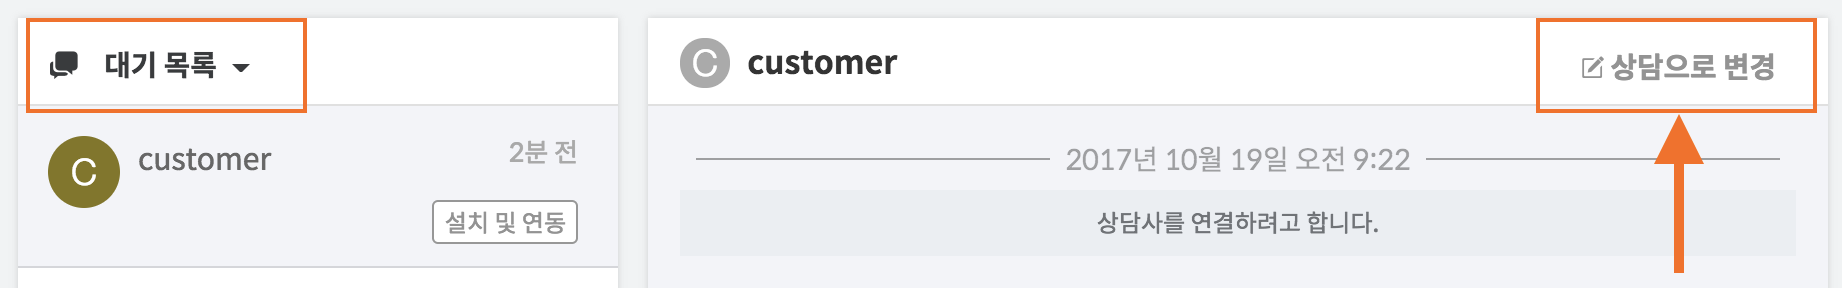 대기 목록
C customer
2분 전
설치 및 연동
C customer
상담으로 변경
2017년 10월 19일 오전 9:22
상담사를 연결하려고 합니다.